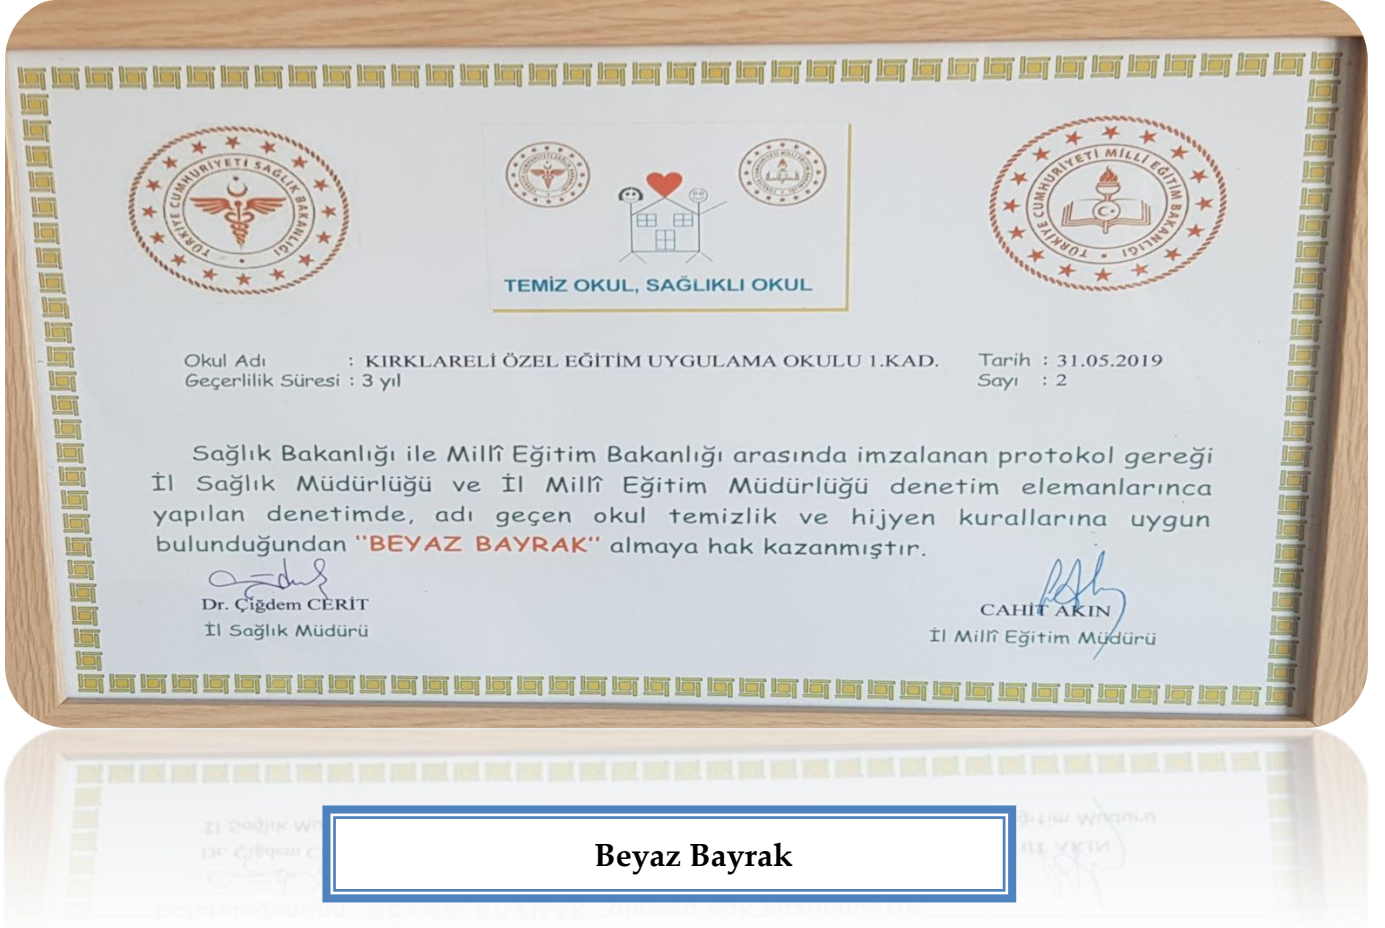 TÜRKİYE CUMHURİYETİ SAĞLIK BAKANLIĞI
TÜRKİYE CUMHURİYETİ MİLLİ EĞİTİM BAKANLIĞI
TEMİZ OKUL, SAĞLIKLI OKUL
Okul Adı : KIRKLARELİ ÖZEL EĞİTİM UYGULAMA OKULU 1.KAD. Tarih : 31.05.2019
Geçerlilik Süresi : 3 yıl Sayı : 2
Sağlık Bakanlığı ile Millî Eğitim Bakanlığı arasında imzalanan protokol gereği
İl Sağlık Müdürlüğü ve İl Millî Eğitim Müdürlüğü denetim elemanlarınca
yapılan denetimde, adı geçen okul temizlik ve hijyen kurallarına uygun
bulunduğundan "BEYAZ BAYRAK" almaya hak kazanmıştır.
Dr. Çiğdem CERİT
İl Sağlık Müdürü
CAHİT AKIN
İl Millî Eğitim Müdürü
Beyaz Bayrak